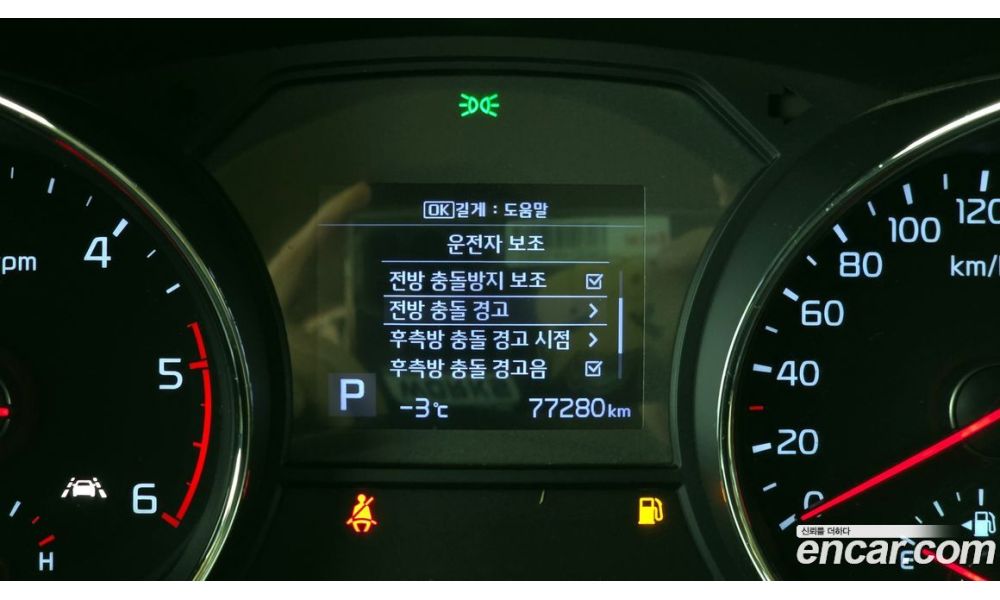 OK길게 : 도움말
운전자 보조
전방 충돌방지 보조
전방 충돌 경고
후측방 충돌 경고 시점
후측방 충돌 경고음
P
-3℃
77280km
pm
4
5
6
H
0
20
40
60
80
100
120
km/
E
신뢰를 더하다
encar.com